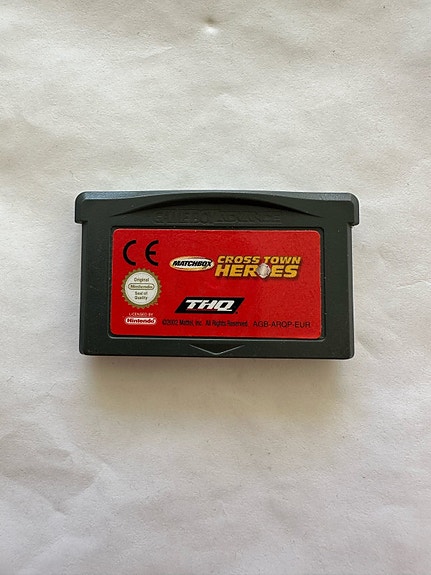 GAME BOY ADVANCE
CE
MATCHBOX
CROSS TOWN
HEROES
Original
Nintendo
Seal of
Quality
THQ
LICENSED BY
Nintendo
©2002 Mattel, Inc. All Rights Reserved. AGB-AROP-EUR